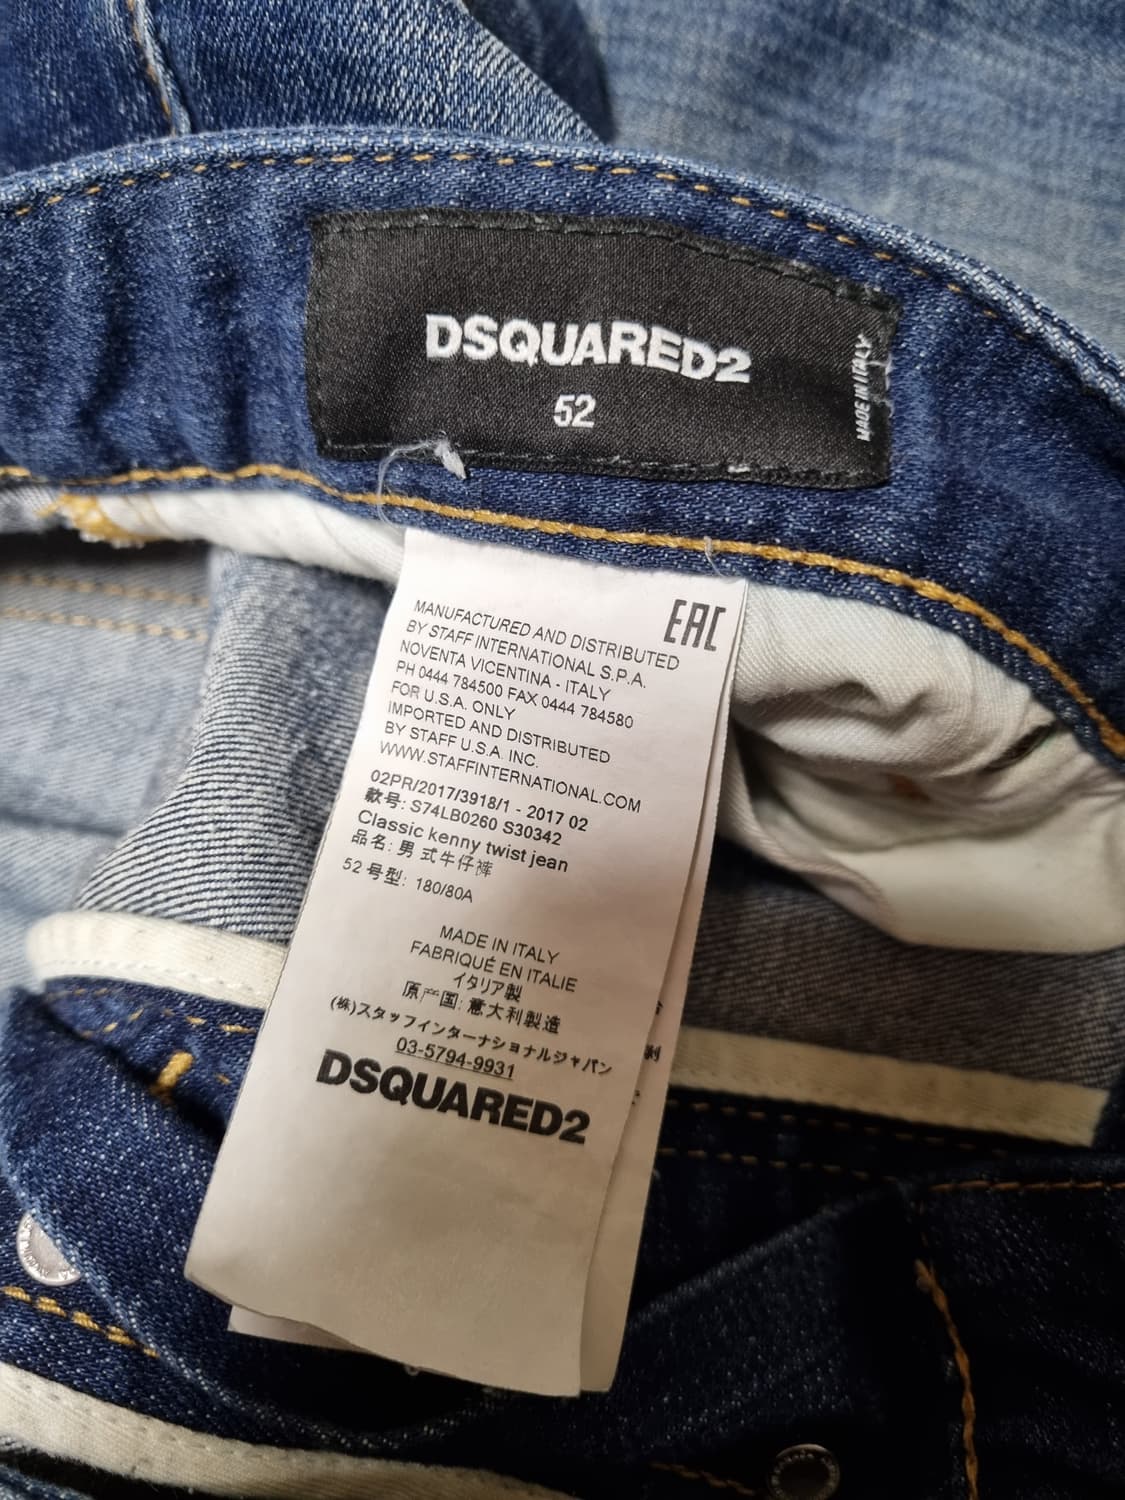 DSQUARED2
52
MADE IN ITALY
EAC
MANUFACTURED AND DISTRIBUTED
BY STAFF INTERNATIONAL S.P.A.
NOVENTA VICENTINA - ITALY
PH 0444 784500 FAX 0444 784580
FOR U.S.A. ONLY
IMPORTED AND DISTRIBUTED
BY STAFF U.S.A. INC.
WWW.STAFFINTERNATIONAL.COM
02PR/2017/3918/1 - 2017 02
款号: S74LB0260 S30342
Classic kenny twist jean
品名: 男 式牛仔裤
52 号型: 180/80A
MADE IN ITALY
FABRIQUÉ EN ITALIE
イタリア製
原产国: 意大利製造
(株)スタッフインターナショナルジャパン
03-5794-9931
DSQUARED2